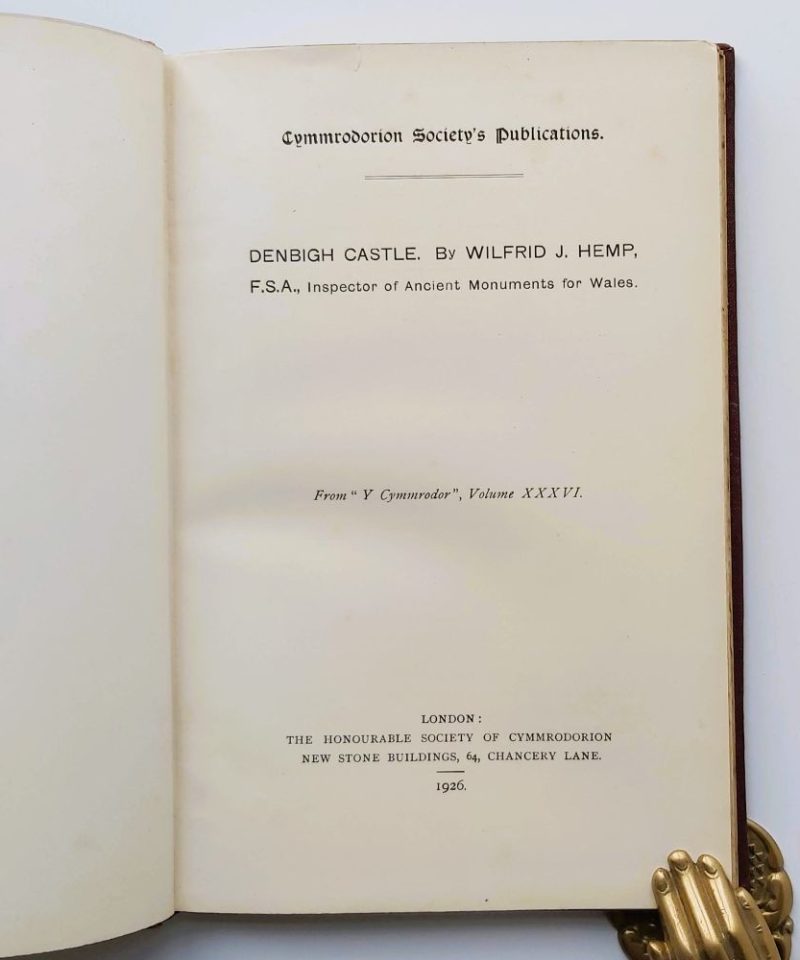 Cymmrodorion Society's Publications.
DENBIGH CASTLE. By WILFRID J. HEMP,
F.S.A., Inspector of Ancient Monuments for Wales.
From " Y Cymmrodor", Volume XXXVI.
LONDON:
THE HONOURABLE SOCIETY OF CYMMRODORION
NEW STONE BUILDINGS, 64, CHANCERY LANE.
1926.